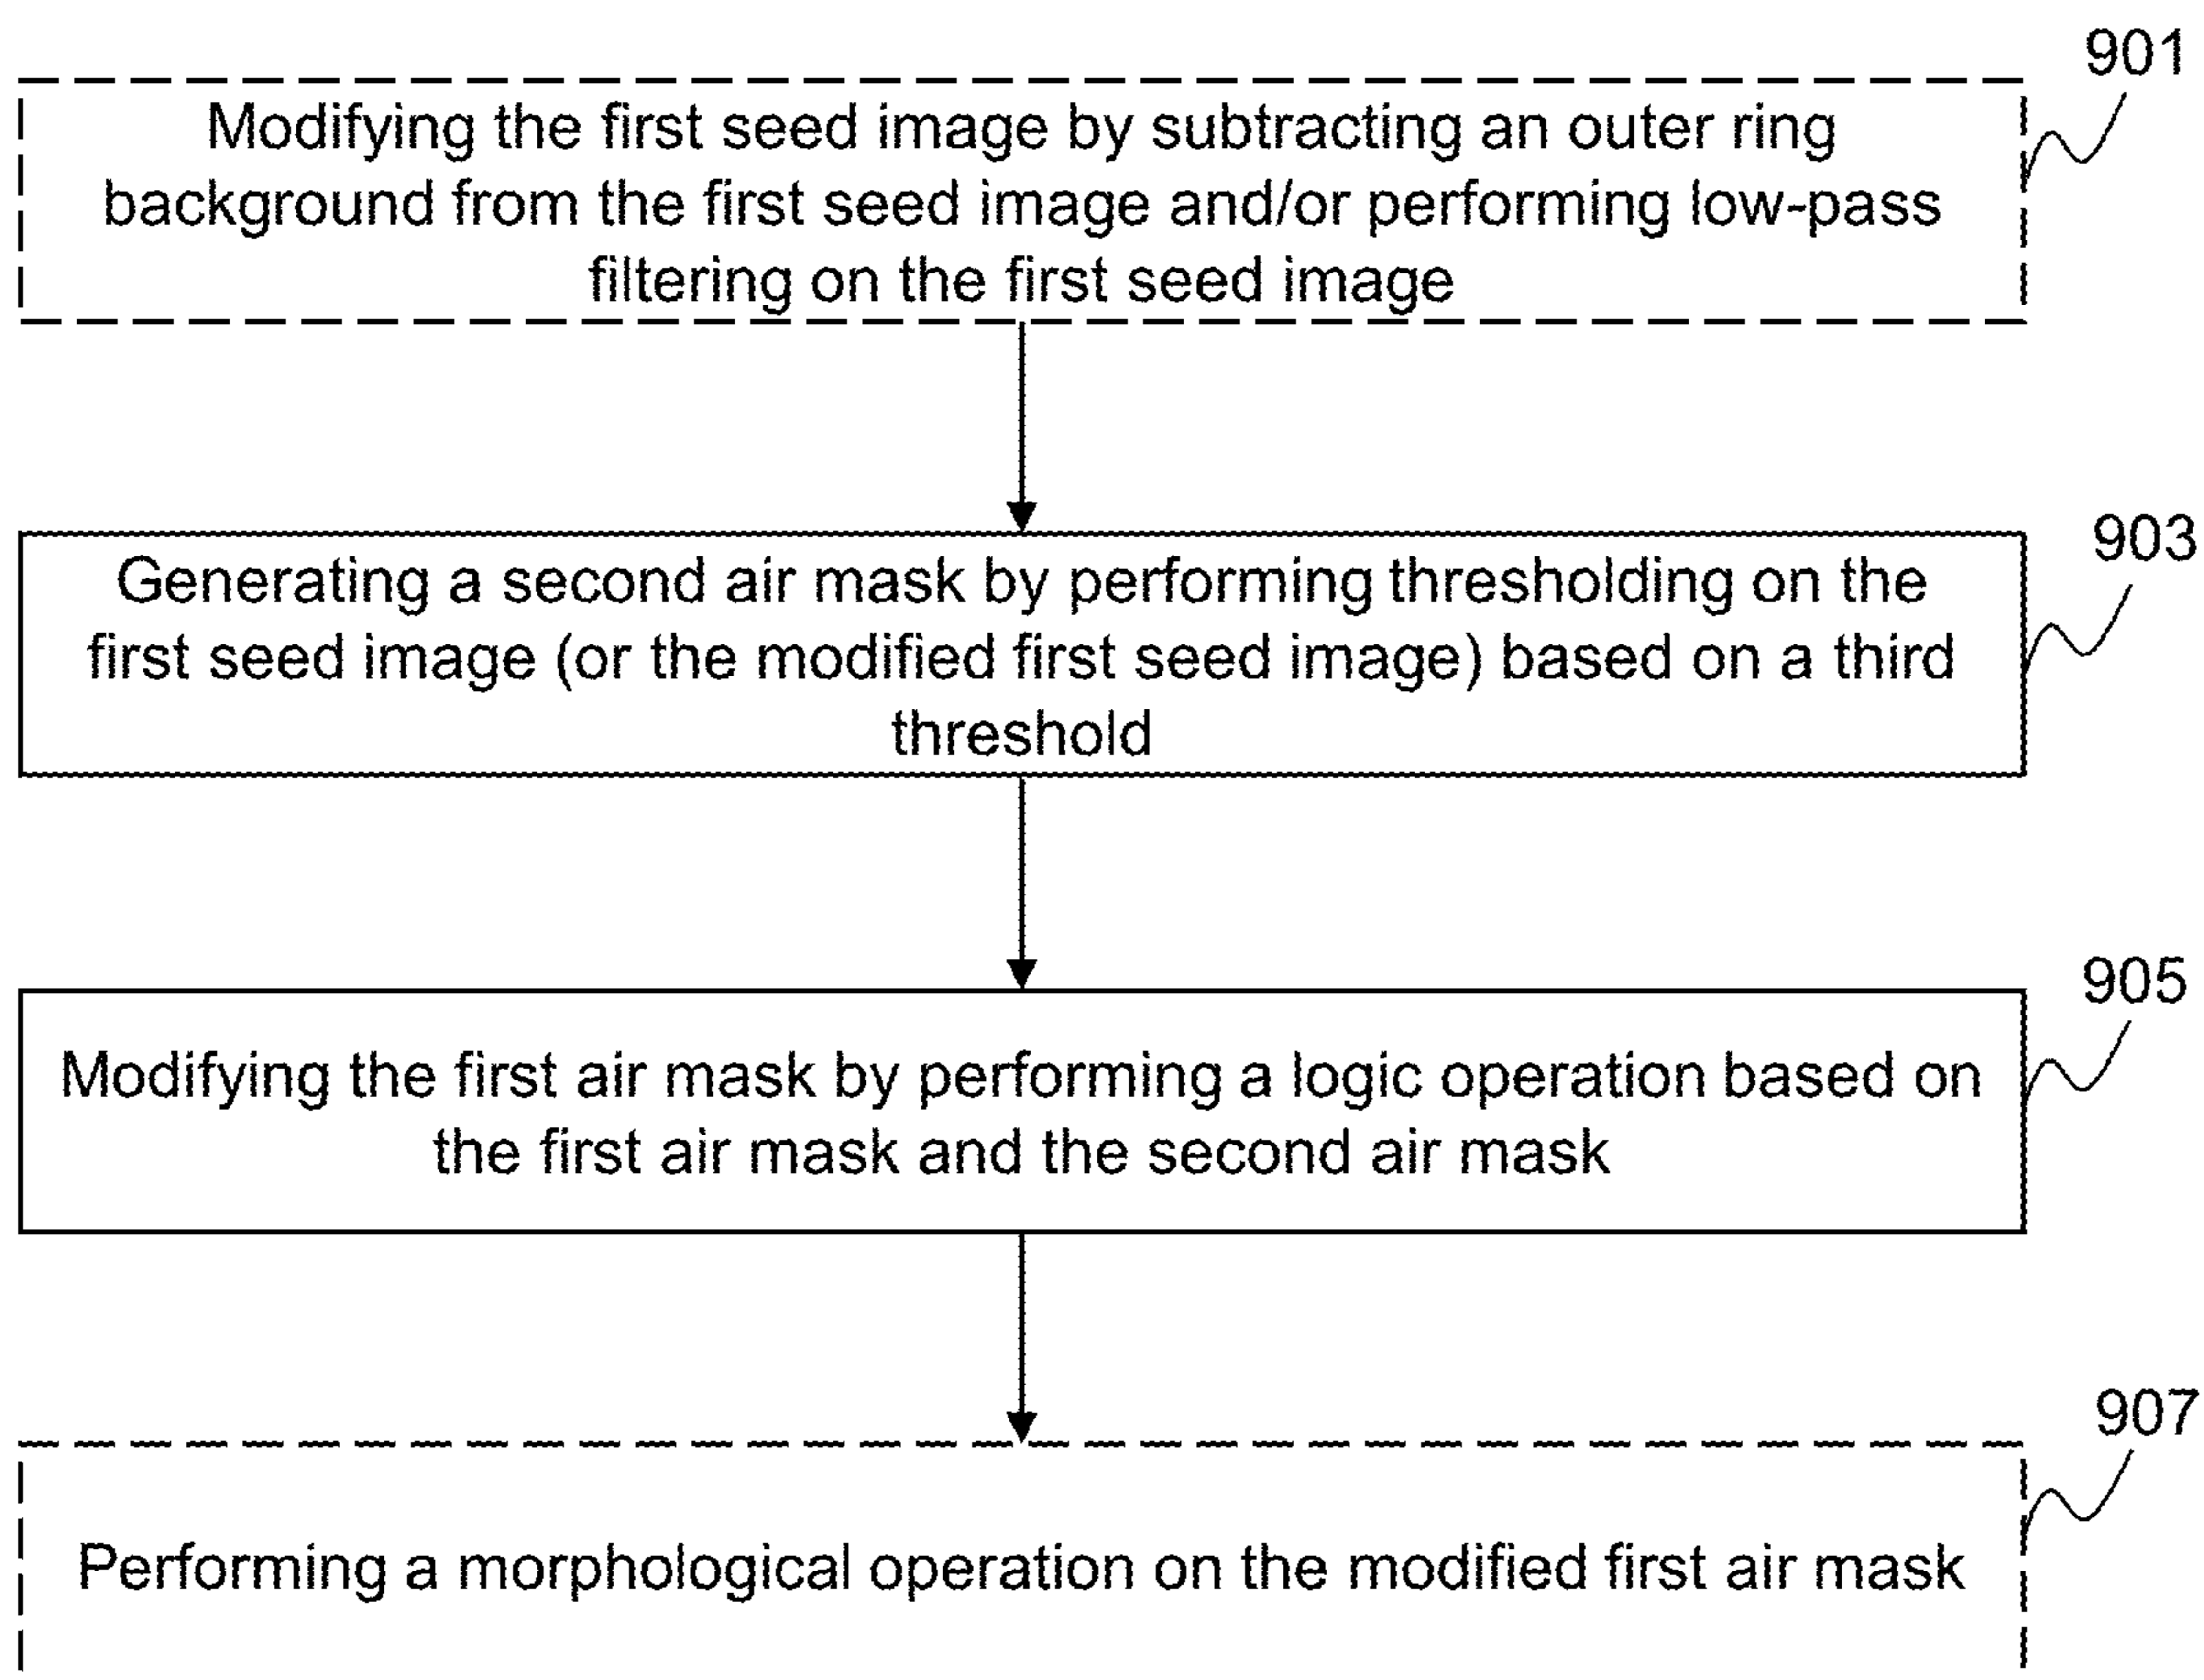 901
Modifying the first seed image by subtracting an outer ring
background from the first seed image and/or performing low-pass
filtering on the first seed image
903
Generating a second air mask by performing thresholding on the
first seed image (or the modified first seed image) based on a third
threshold
905
Modifying the first air mask by performing a logic operation based on
the first air mask and the second air mask
907
Performing a morphological operation on the modified first air mask